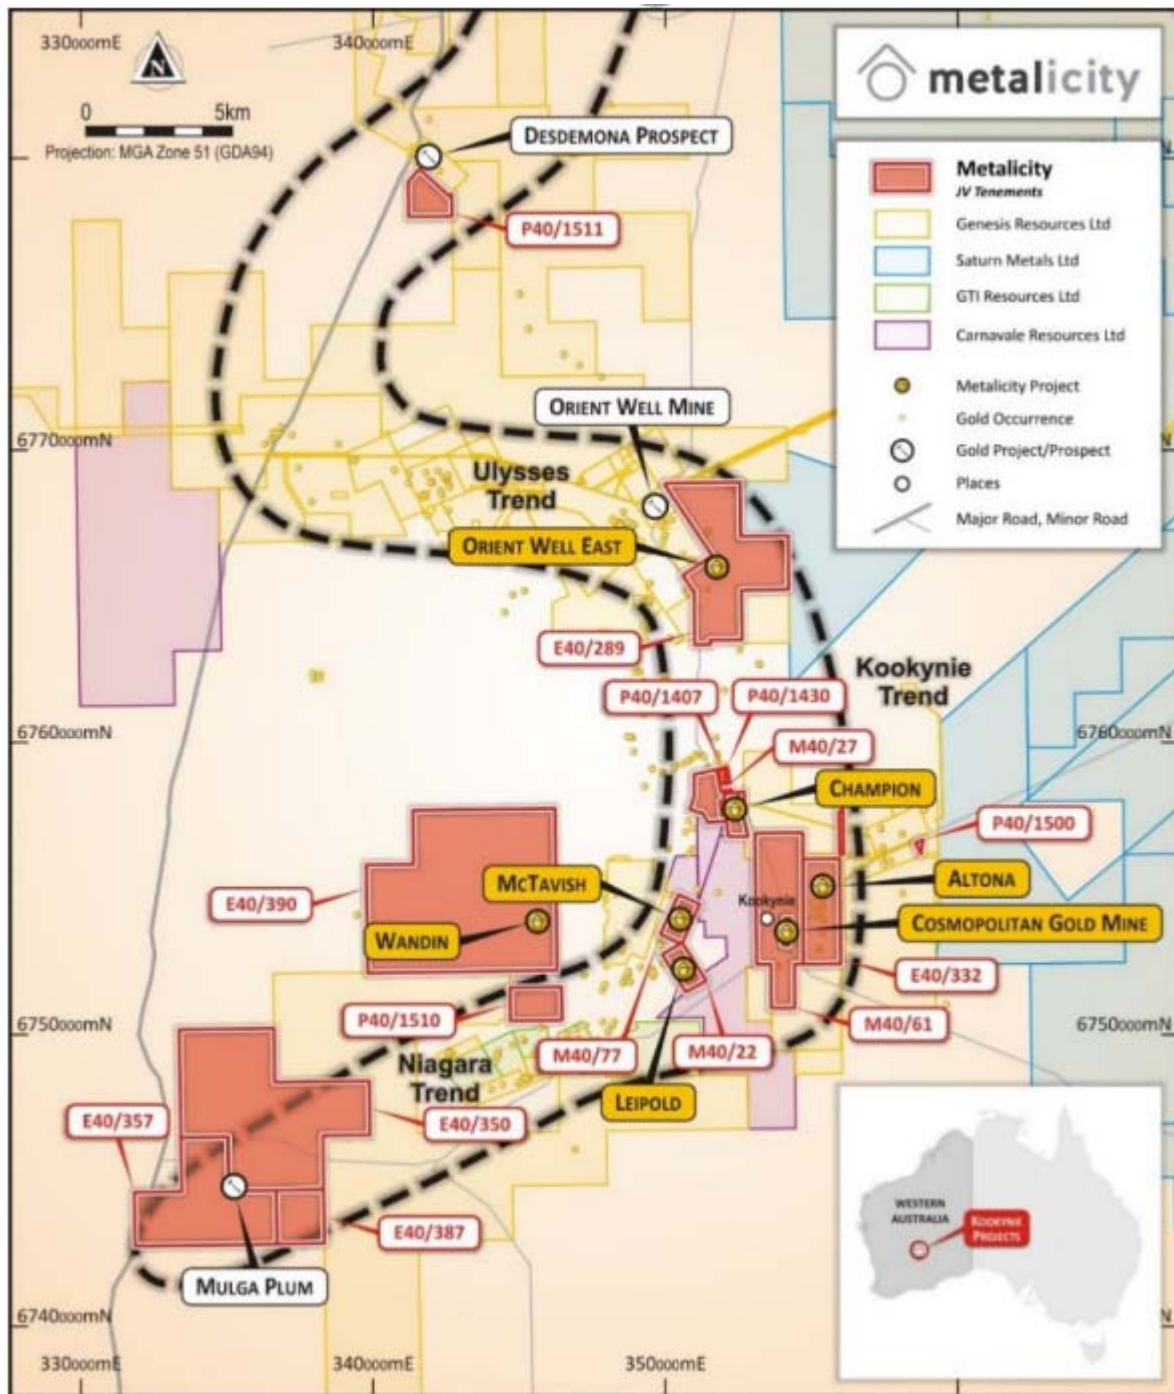 330000mE
340000mE
N
0
5km
Projection: MGA Zone 51 (GDA94)
metalicity
Metalicity
JV Tenements
Genesis Resources Ltd
Saturn Metals Ltd
GTI Resources Ltd
Carnavale Resources Ltd
Metalicity Project
Gold Occurrence
Gold Project/Prospect
Places
Major Road, Minor Road
DESDEMONA PROSPECT
P40/1511
ORIENT WELL MINE
6770000mN
Ulysses
Trend
ORIENT WELL EAST
E40/289
Kookynie
Trend
P40/1407
P40/1430
M40/27
6760000mN
6760000mN
CHAMPION
P40/1500
MCTAVISH
ALTONA
E40/390
Kookynie
WANDIN
COSMOPOLITAN GOLD MINE
E40/332
P40/1510
M40/61
6750000mN
6750000mN
M40/77
M40/22
Niagara
Trend
LEIPOLD
E40/357
E40/350
E40/387
MULGA PLUM
WESTERN
AUSTRALIA
KOOKYNIE
PROJECTS
6740000mN
330000mE
340000mE
350000mE